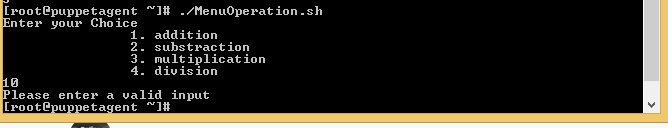 [root@puppetagent ~]# ./MenuOperation.sh
Enter your Choice
1. addition
2. substraction
3. multiplication
4. division
10
Please enter a valid input
[root@puppetagent ~]#